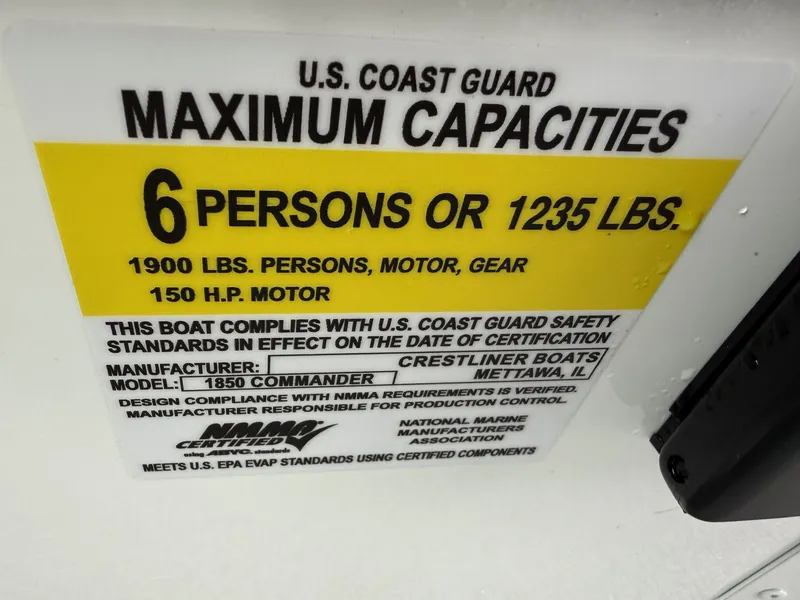 U.S. COAST GUARD
MAXIMUM CAPACITIES
6 PERSONS OR 1235 LBS.
1900 LBS. PERSONS, MOTOR, GEAR
150 H.P. MOTOR
THIS BOAT COMPLIES WITH U.S. COAST GUARD SAFETY
STANDARDS IN EFFECT ON THE DATE OF CERTIFICATION
MANUFACTURER: CRESTLINER BOATS
METTAWA, IL
MODEL: 1850 COMMANDER
DESIGN COMPLIANCE WITH NMMA REQUIREMENTS IS VERIFIED.
MANUFACTURER RESPONSIBLE FOR PRODUCTION CONTROL.
NMMA
CERTIFIED
using ABYC. standards
NATIONAL MARINE
MANUFACTURERS
ASSOCIATION
MEETS U.S. EPA EVAP STANDARDS USING CERTIFIED COMPONENTS